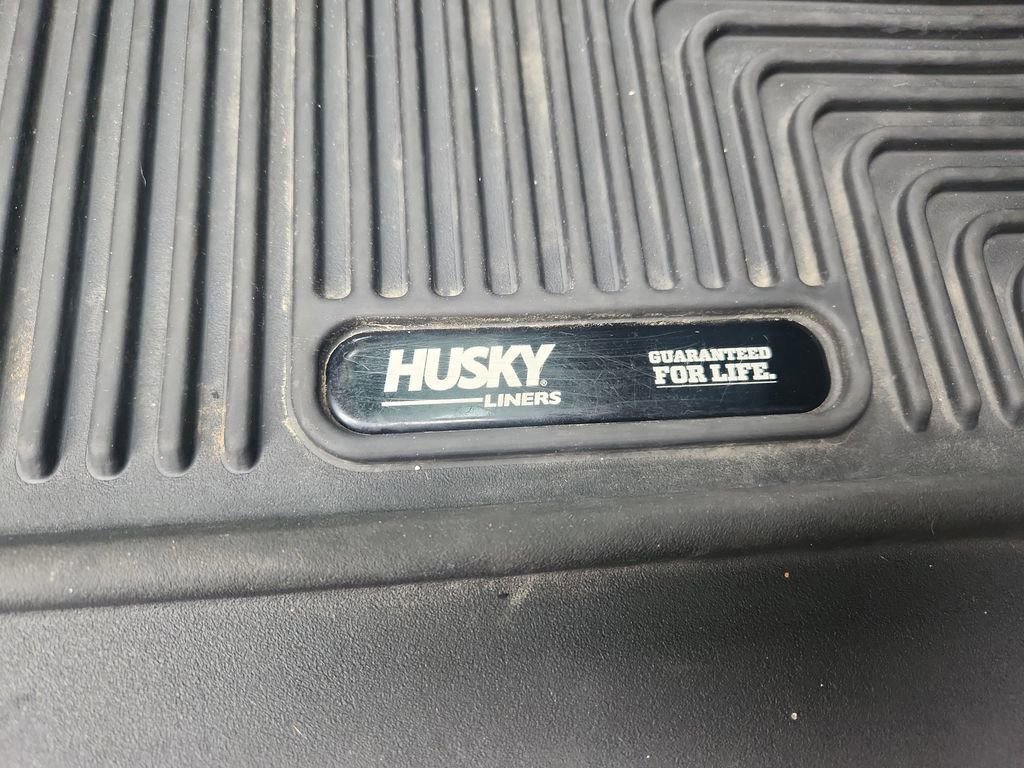 HUSKY®
LINERS
GUARANTEED
FOR LIFE.